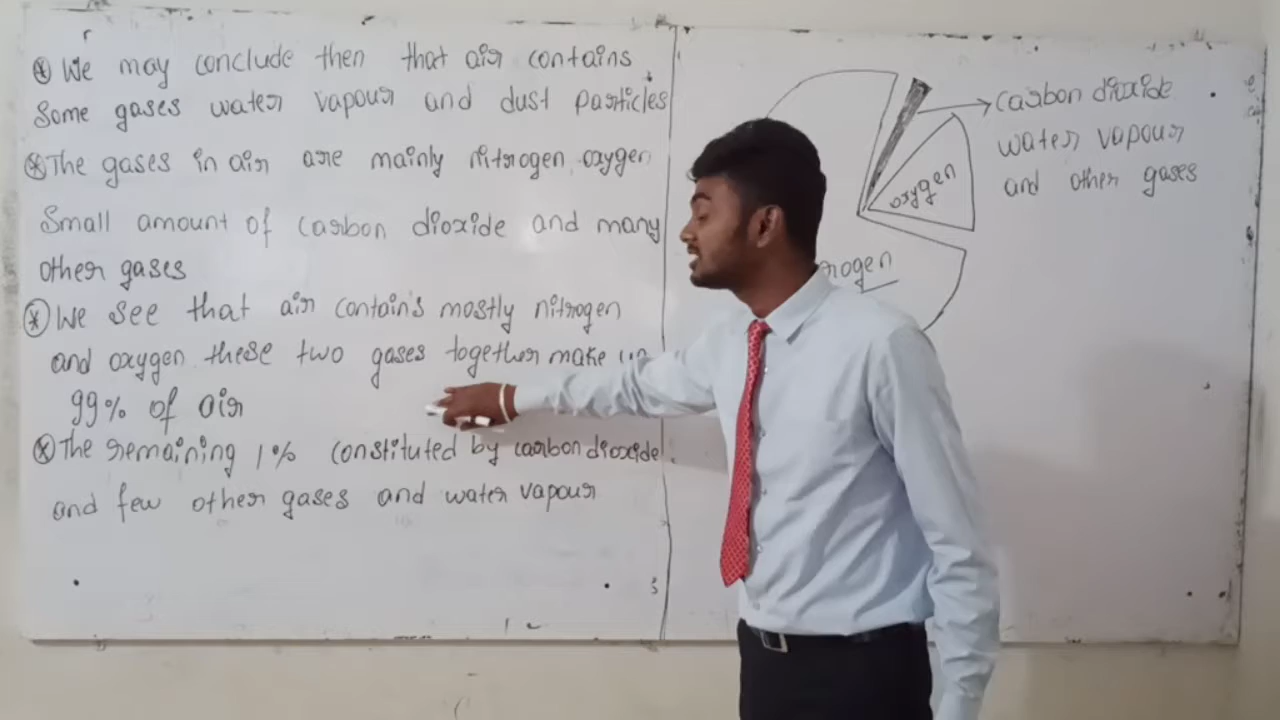 We may conclude then that air contains
Some gases water vapour and dust particles
The gases in air are mainly nitrogen, oxygen
Small amount of carbon dioxide and many
other gases
We see that air contain's mostly nitrogen
and oxygen these two gases together make up
99% of air
The remaining 1% constituted by carbon dioxide
and few other gases and water vapour
carbon dioxide
water vapour
and other gases
oxygen
rogen